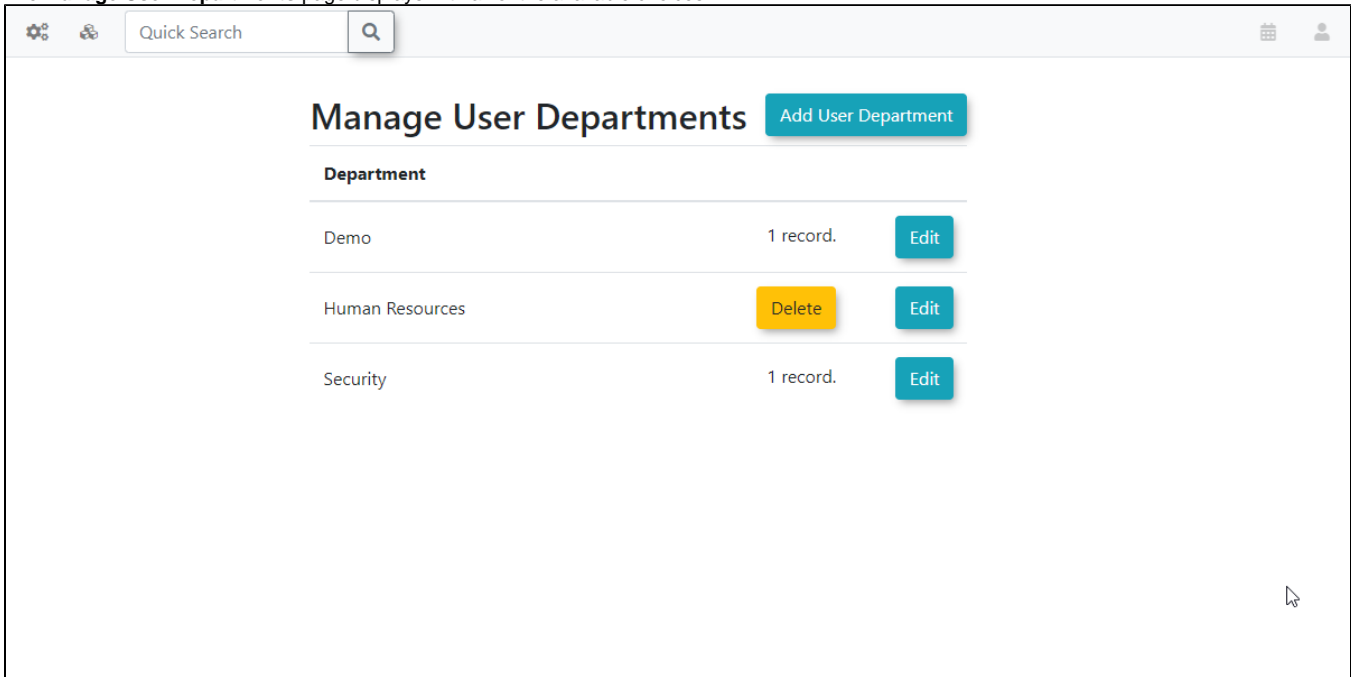 Quick Search
Manage User Departments
Add User Department
Department
Demo
1 record.
Edit
Human Resources
Delete
Edit
Security
1 record.
Edit